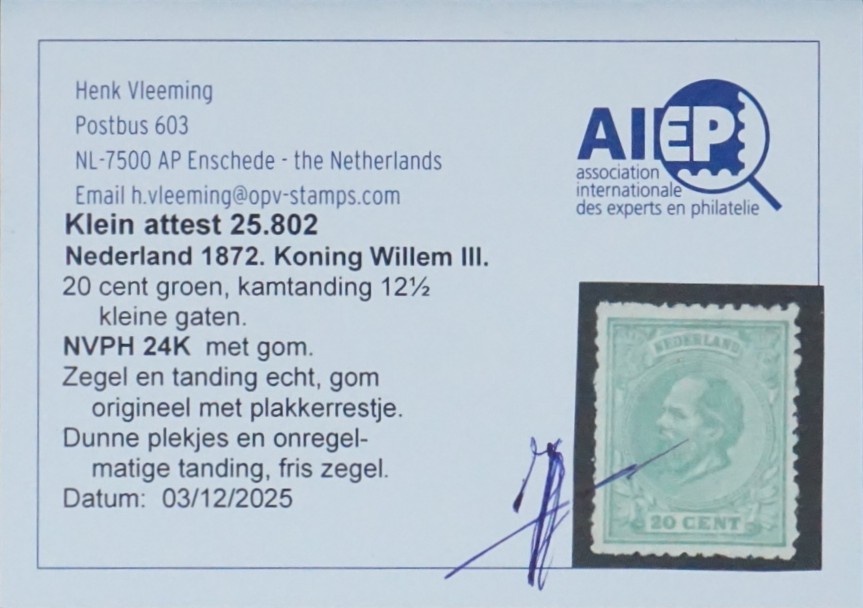 Henk Vleeming
Postbus 603
NL-7500 AP Enschede - the Netherlands
Email h.vleeming@opv-stamps.com
AIEP
association
internationale
des experts en philatelie
Klein attest 25.802
Nederland 1872. Koning Willem III.
20 cent groen, kamtanding 12½
kleine gaten.
NVPH 24K met gom.
Zegel en tanding echt, gom
origineel met plakkerrestje.
Dunne plekjes en onregel-
matige tanding, fris zegel.
Datum: 03/12/2025
NEDERLAND
20 CENT